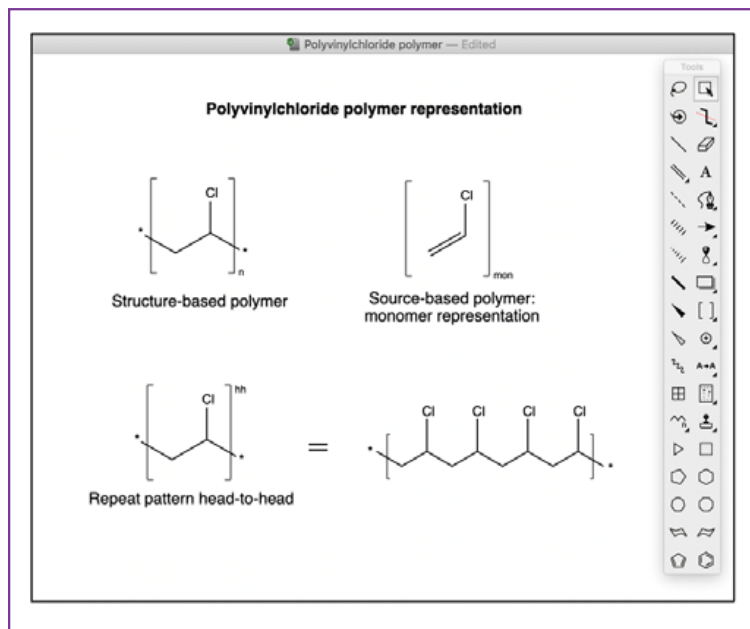 Polyvinylchloride polymer — Edited
Tools
Polyvinylchloride polymer representation
Cl
*
*
n
Structure-based polymer
Cl
mon
Source-based polymer:
monomer representation
hh
Cl
*
*
Repeat pattern head-to-head
=
Cl Cl Cl Cl
*
*
A
A